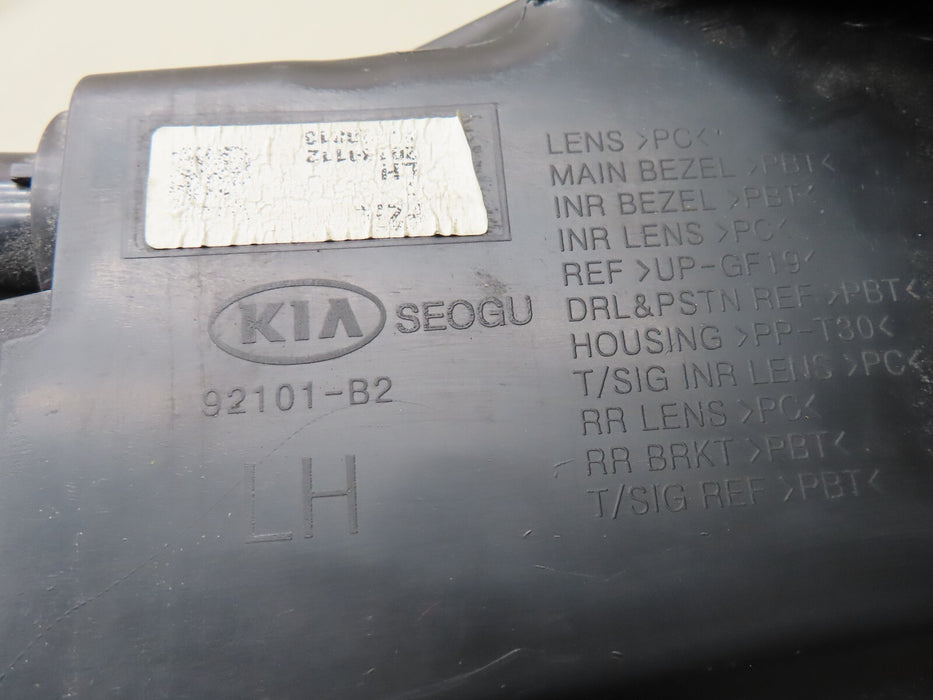 LH
KIA SEOGU
92101-B2
LH
LENS >PC<
MAIN BEZEL >PBT<
INR BEZEL >PBT<
INR LENS >PC<
REF >UP-GF19<
DRL&PSTN REF >PBT<
HOUSING >PP-T30<
T/SIG INR LENS >PC<
RR LENS >PC<
RR BRKT >PBT<
T/SIG REF >PBT<